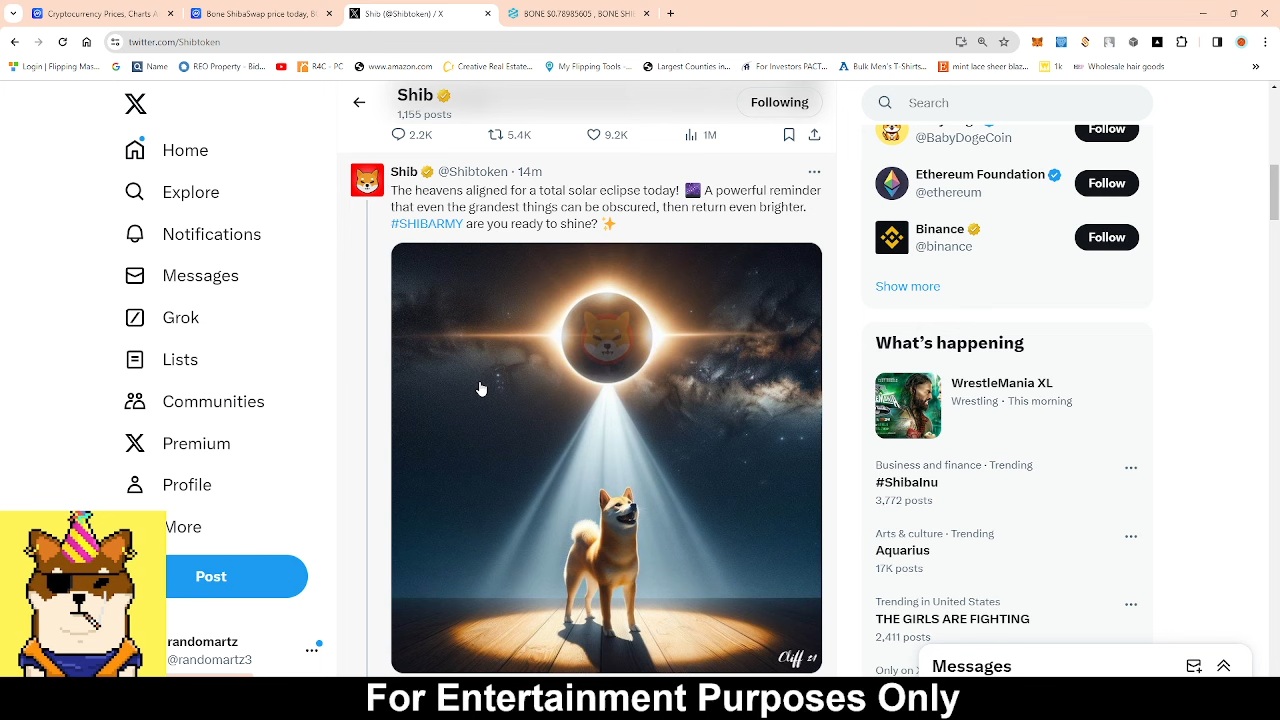 Cryptocurrency Prices, Charts A
Bone ShibaSwap price today, B
Shib (@Shibtoken) / X
BONE $0.78985605 , BONE SHI
twitter.com/Shibtoken
Login | Flipping Mas...
Name
REO Property - Bid...
R4C - PC
www.amazon.com
Creative Real Estate...
My Flipping Tools -...
Largest Counties in...
For Investors PACT...
Bulk Men's T-Shirts...
mint lace sheer blaz...
1k
Wholesale hair goods
Home
Explore
Notifications
Messages
Grok
Lists
Communities
Premium
Profile
More
Post
randomartz
@randomartz3
Shib
1,155 posts
Following
2.2K
5.4K
9.2K
1M
Shib @Shibtoken · 14m
The heavens aligned for a total solar eclipse today! A powerful reminder
that even the grandest things can be obscured, then return even brighter.
#SHIBARMY are you ready to shine? ✨
Cliff 21
Search
@BabyDogeCoin
Follow
Ethereum Foundation
@ethereum
Follow
Binance
@binance
Follow
Show more
What's happening
WrestleMania XL
Wrestling · This morning
Business and finance · Trending
#ShibaInu
3,772 posts
Arts & culture · Trending
Aquarius
17K posts
Trending in United States
THE GIRLS ARE FIGHTING
2,411 posts
Only on
Messages
For Entertainment Purposes Only